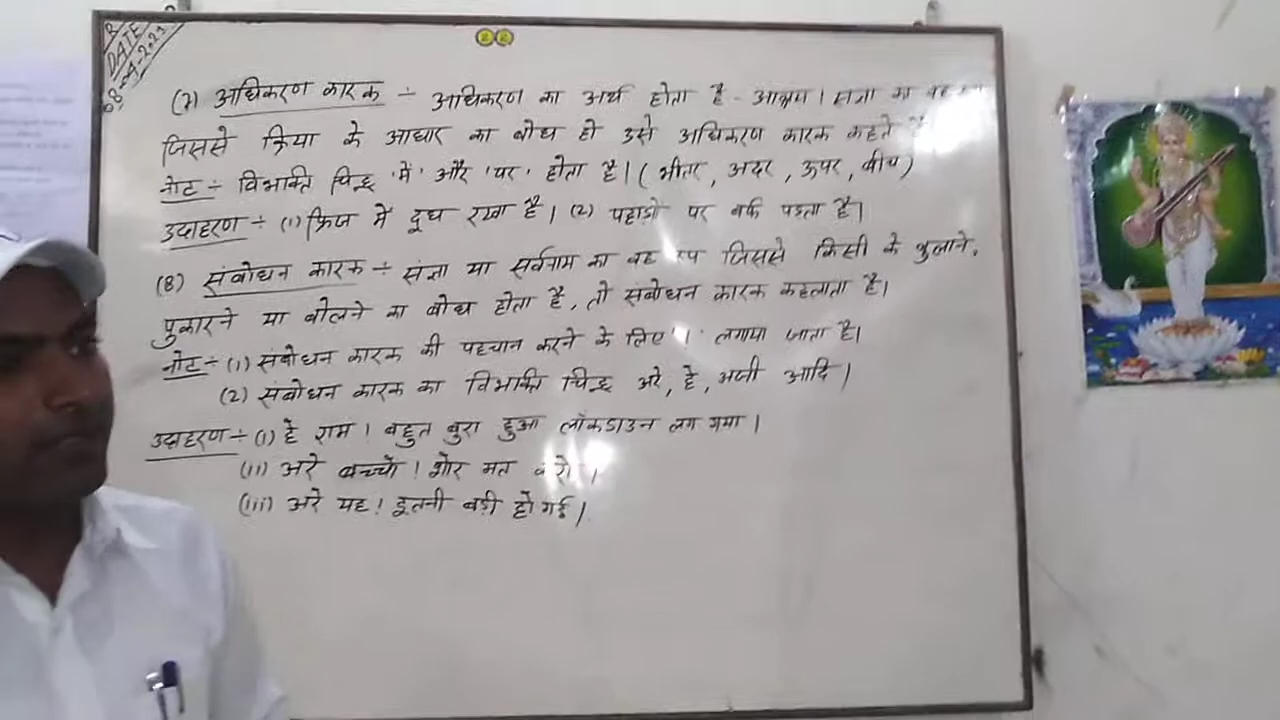 DATE
08-04-2023
(7) अधिकरण कारक ÷ अधिकरण का अर्थ होता है - आश्रय। संज्ञा का वह
जिससे क्रिया के आधार का बोध हो उसे अधिकरण कारक कहते है
नोट ÷ विभक्ति चिह्न 'में' और 'पर' होता है। (भीतर, अंदर, ऊपर, बीच)
उदाहरण ÷ (1) फ्रिज में दूध रखा है। (2) पहाड़ो पर बर्फ पड़ता है।
(8) संबोधन कारक ÷ संज्ञा या सर्वनाम का वह रूप जिससे किसी के बुलाने,
पुकारने या बोलने का बोध होता है, तो संबोधन कारक कहलाता है।
नोट ÷ (1) संबोधन कारक की पहचान करने के लिए '।' लगाया जाता है।
(2) संबोधन कारक का विभक्ति चिह्न अरे, हे, अजी आदि।
उदाहरण ÷ (i) हे राम ! बहुत बुरा हुआ लॉकडाउन लग गया।
(ii) अरे बच्चों ! शोर मत करो।
(iii) अरे यह ! इतनी बड़ी हो गई।